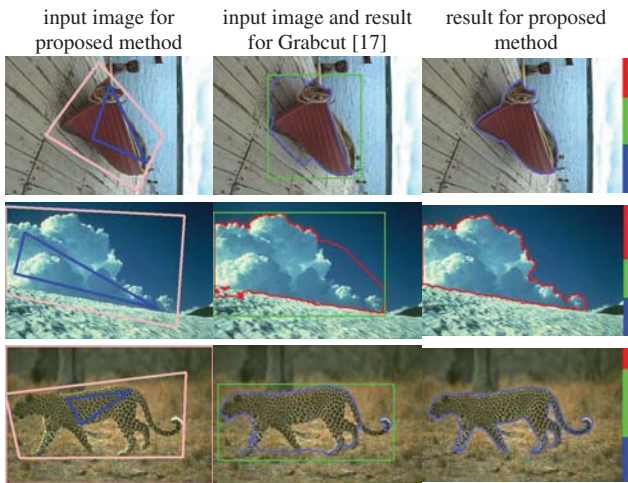 input image for
proposed method
input image and result
for Grabcut [17]
result for proposed
method